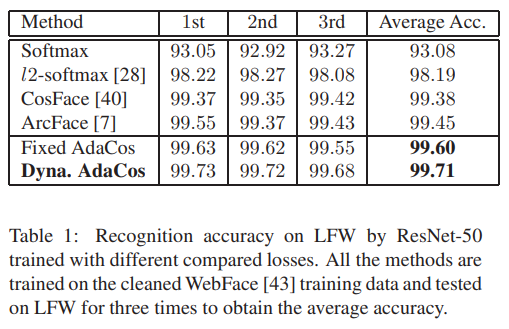 Method 1st 2nd 3rd Average Acc.
Softmax 93.05 92.92 93.27 93.08
l2-softmax [28] 98.22 98.27 98.08 98.19
CosFace [40] 99.37 99.35 99.42 99.38
ArcFace [7] 99.55 99.37 99.43 99.45
Fixed AdaCos 99.63 99.62 99.55 99.60
Dyna. AdaCos 99.73 99.72 99.68 99.71
Table 1: Recognition accuracy on LFW by ResNet-50
trained with different compared losses. All the methods are
trained on the cleaned WebFace [43] training data and tested
on LFW for three times to obtain the average accuracy.